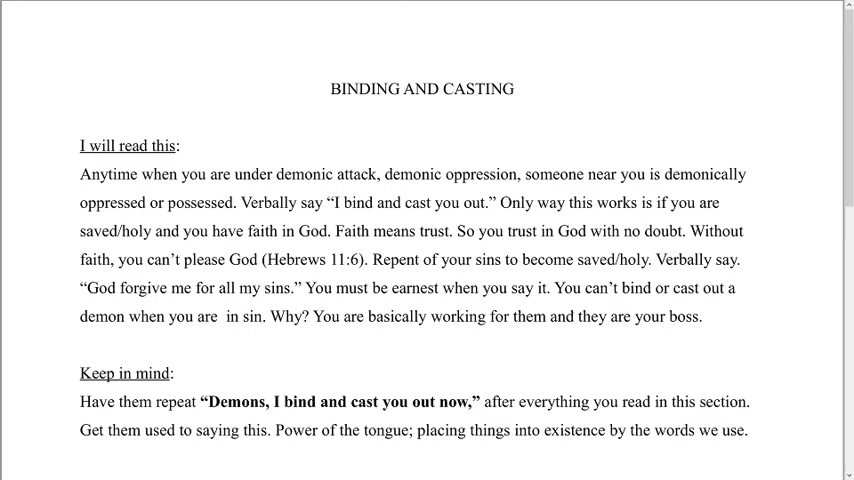 BINDING AND CASTING
I will read this:
Anytime when you are under demonic attack, demonic oppression, someone near you is demonically
oppressed or possessed. Verbally say “I bind and cast you out.” Only way this works is if you are
saved/holy and you have faith in God. Faith means trust. So you trust in God with no doubt. Without
faith, you can’t please God (Hebrews 11:6). Repent of your sins to become saved/holy. Verbally say.
“God forgive me for all my sins.” You must be earnest when you say it. You can’t bind or cast out a
demon when you are  in sin. Why? You are basically working for them and they are your boss.
Keep in mind:
Have them repeat “Demons, I bind and cast you out now,” after everything you read in this section.
Get them used to saying this. Power of the tongue; placing things into existence by the words we use.